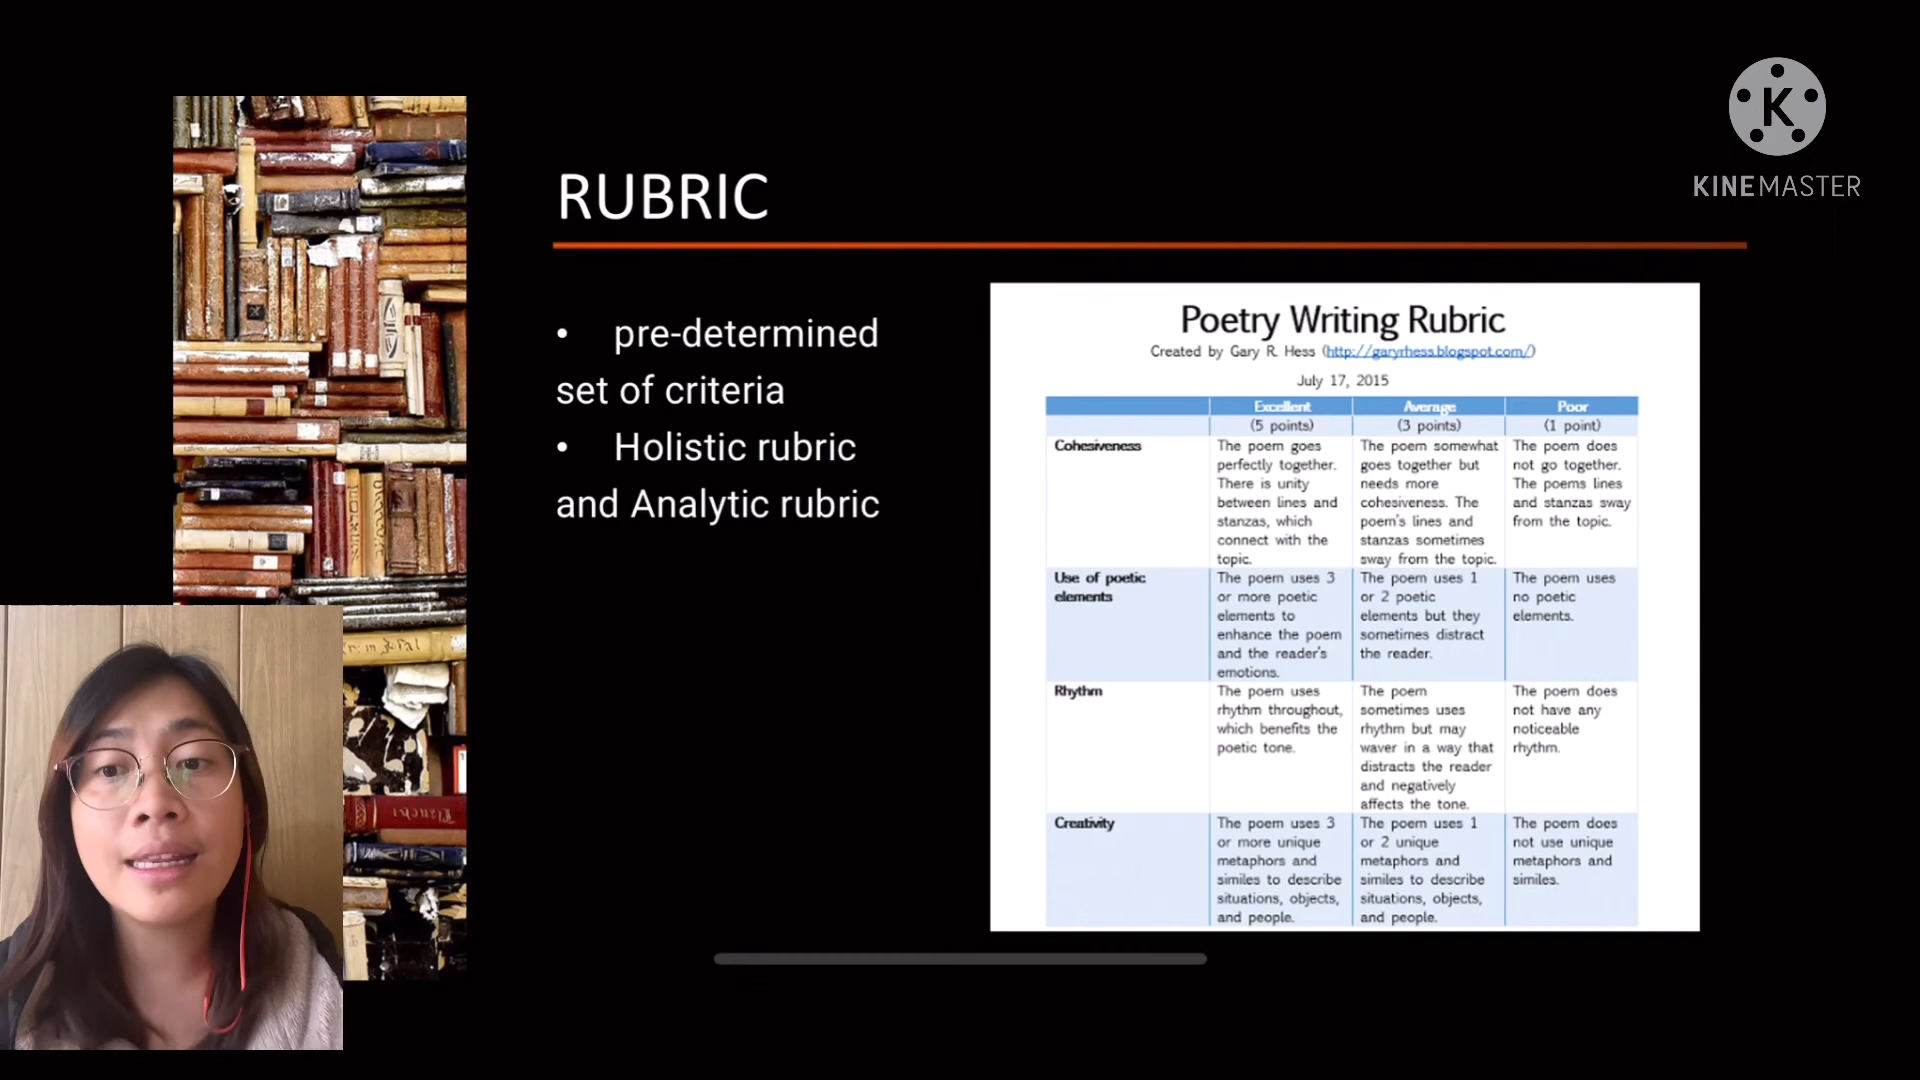 KINEMASTER
RUBRIC
• pre-determined
set of criteria
• Holistic rubric
and Analytic rubric
Poetry Writing Rubric
Created by Gary R. Hess (http://garyrhess.blogspot.com/)
July 17, 2015
Excellent Average Poor
(5 points) (3 points) (1 point)
Cohesiveness
The poem goes
perfectly together.
There is unity
between lines and
stanzas, which
connect with the
topic.
The poem somewhat
goes together but
needs more
cohesiveness. The
poem's lines and
stanzas sometimes
sway from the topic.
The poem does
not go together.
The poems lines
and stanzas sway
from the topic.
Use of poetic
elements
The poem uses 3
or more poetic
elements to
enhance the poem
and the reader's
emotions.
The poem uses 1
or 2 poetic
elements but they
sometimes distract
the reader.
The poem uses
no poetic
elements.
Rhythm
The poem uses
rhythm throughout,
which benefits the
poetic tone.
The poem
sometimes uses
rhythm but may
waver in a way that
distracts the reader
and negatively
affects the tone.
The poem does
not have any
noticeable
rhythm.
Creativity
The poem uses 3
or more unique
metaphors and
similes to describe
situations, objects,
and people.
The poem uses 1
or 2 unique
metaphors and
similes to describe
situations, objects,
and people.
The poem does
not use unique
metaphors and
similes.